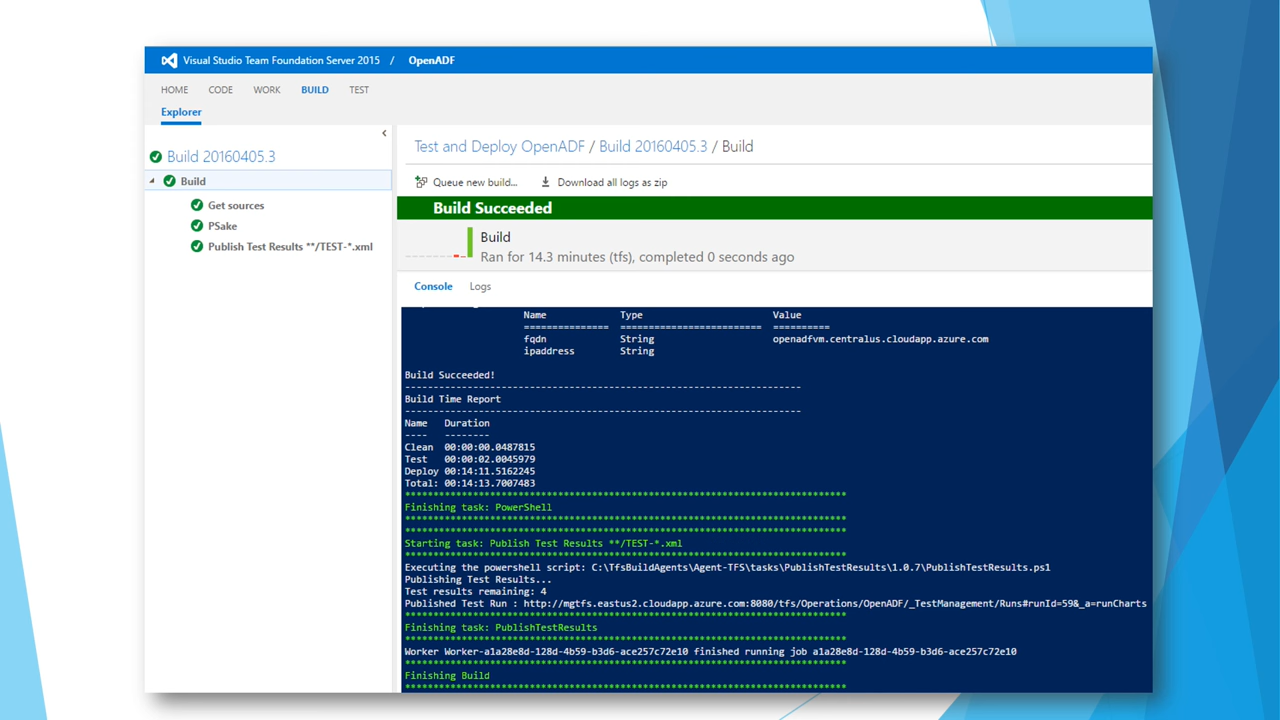 Visual Studio Team Foundation Server 2015 / OpenADF
HOME CODE WORK BUILD TEST
Explorer
Build 20160405.3
Build
Get sources
PSake
Publish Test Results **/TEST-*.xml
Test and Deploy OpenADF / Build 20160405.3 / Build
Queue new build... Download all logs as zip
Build Succeeded
Build
Ran for 14.3 minutes (tfs), completed 0 seconds ago
Console Logs
Name Type Value
=============== ========================= ==========
fqdn String openadfvm.centralus.cloudapp.azure.com
ipaddress String
Build Succeeded!
----------------------------------------------------------------------
Build Time Report
----------------------------------------------------------------------
Name Duration
---- --------
Clean 00:00:00.0487815
Test 00:00:02.0045979
Deploy 00:14:11.5162245
Total: 00:14:13.7007483
******************************************************************************
Finishing task: PowerShell
******************************************************************************
******************************************************************************
Starting task: Publish Test Results **/TEST-*.xml
******************************************************************************
Executing the powershell script: C:\TfsBuildAgents\Agent-TFS\tasks\PublishTestResults\1.0.7\PublishTestResults.ps1
Publishing Test Results...
Test results remaining: 4
Published Test Run : http://mgtfs.eastus2.cloudapp.azure.com:8080/tfs/Operations/OpenADF/_TestManagement/Runs#runId=59&_a=runCharts
******************************************************************************
Finishing task: PublishTestResults
******************************************************************************
Worker Worker-a1a28e8d-128d-4b59-b3d6-ace257c72e10 finished running job a1a28e8d-128d-4b59-b3d6-ace257c72e10
******************************************************************************
Finishing Build
******************************************************************************